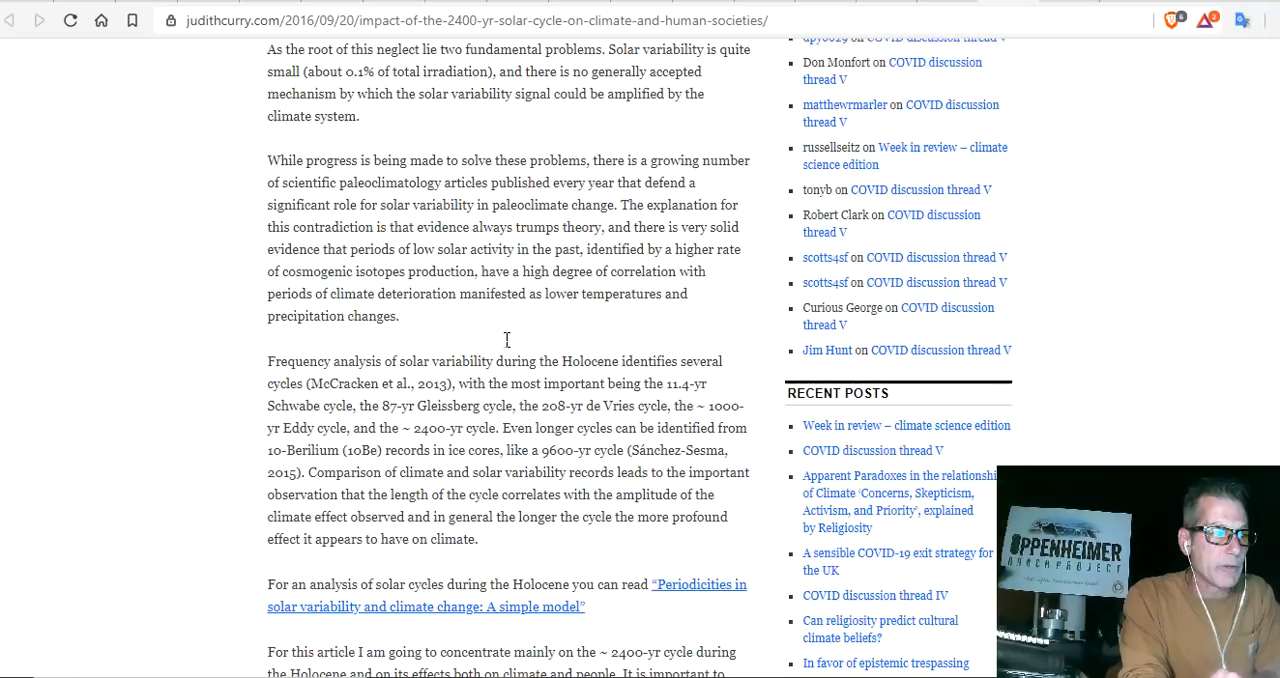 judithcurry.com/2016/09/20/impact-of-the-2400-yr-solar-cycle-on-climate-and-human-societies/
6
2
As the root of this neglect lie two fundamental problems. Solar variability is quite
small (about 0.1% of total irradiation), and there is no generally accepted
mechanism by which the solar variability signal could be amplified by the
climate system.
While progress is being made to solve these problems, there is a growing number
of scientific paleoclimatology articles published every year that defend a
significant role for solar variability in paleoclimate change. The explanation for
this contradiction is that evidence always trumps theory, and there is very solid
evidence that periods of low solar activity in the past, identified by a higher rate
of cosmogenic isotopes production, have a high degree of correlation with
periods of climate deterioration manifested as lower temperatures and
precipitation changes.
Frequency analysis of solar variability during the Holocene identifies several
cycles (McCracken et al., 2013), with the most important being the 11.4-yr
Schwabe cycle, the 87-yr Gleissberg cycle, the 208-yr de Vries cycle, the ~ 1000-
yr Eddy cycle, and the ~ 2400-yr cycle. Even longer cycles can be identified from
10-Berilium (10Be) records in ice cores, like a 9600-yr cycle (Sánchez-Sesma,
2015). Comparison of climate and solar variability records leads to the important
observation that the length of the cycle correlates with the amplitude of the
climate effect observed and in general the longer the cycle the more profound
effect it appears to have on climate.
For an analysis of solar cycles during the Holocene you can read "Periodicities in
solar variability and climate change: A simple model"
For this article I am going to concentrate mainly on the ~ 2400-yr cycle during
the Holocene and on its effects both on climate and people. It is important to
dpy6629 on COVID discussion thread V
Don Monfort on COVID discussion
thread V
matthewrmarler on COVID discussion
thread V
russellseitz on Week in review – climate
science edition
tonyb on COVID discussion thread V
Robert Clark on COVID discussion
thread V
scotts4sf on COVID discussion thread V
scotts4sf on COVID discussion thread V
Curious George on COVID discussion
thread V
Jim Hunt on COVID discussion thread V
RECENT POSTS
Week in review – climate science edition
COVID discussion thread V
Apparent Paradoxes in the relationship
of Climate 'Concerns, Skepticism,
Activism, and Priority', explained
by Religiosity
A sensible COVID-19 exit strategy for
the UK
COVID discussion thread IV
Can religiosity predict cultural
climate beliefs?
In favor of epistemic trespassing
OPPENHEIMER
RANCH PROJECT